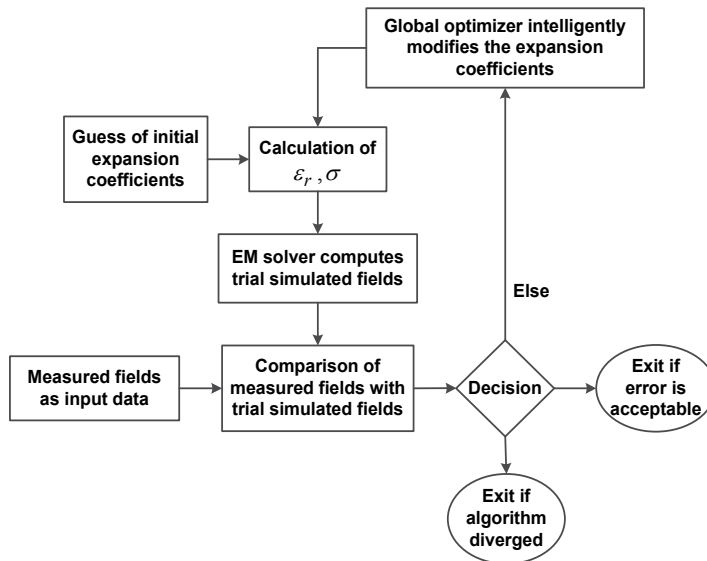 Global optimizer intelligently
modifies the expansion
coefficients
Guess of initial
expansion
coefficients
Calculation of
εr , σ
EM solver computes
trial simulated fields
Else
Measured fields
as input data
Comparison of
measured fields with
trial simulated fields
Decision
Exit if
error is
acceptable
Exit if
algorithm
diverged